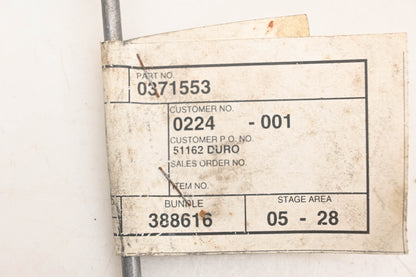 PART NO.
0371553
CUSTOMER NO.
0224 - 001
CUSTOMER P.O. NO.
51162 DURO
SALES ORDER NO.
ITEM NO.
BUNDLE STAGE AREA
388616 05 - 28